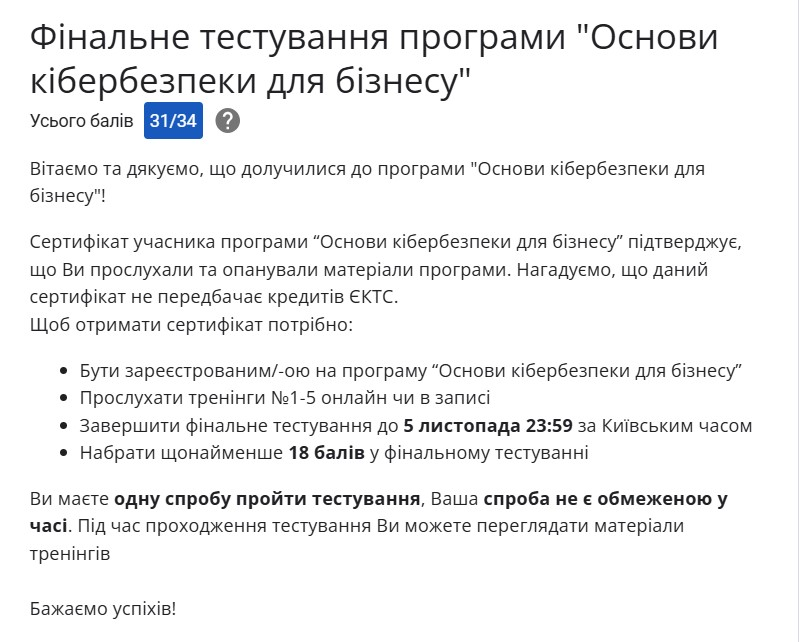 Фінальне тестування програми "Основи
кібербезпеки для бізнесу"
Усього балів 31/34 ?
Вітаємо та дякуємо, що долучилися до програми "Основи кібербезпеки для
бізнесу"!
Сертифікат учасника програми “Основи кібербезпеки для бізнесу” підтверджує,
що Ви прослухали та опанували матеріали програми. Нагадуємо, що даний
сертифікат не передбачає кредитів ЄКТС.
Щоб отримати сертифікат потрібно:
• Бути зареєстрованим/-ою на програму “Основи кібербезпеки для бізнесу”
• Прослухати тренінги №1-5 онлайн чи в записі
• Завершити фінальне тестування до 5 листопада 23:59 за Київським часом
• Набрати щонайменше 18 балів у фінальному тестуванні
Ви маєте одну спробу пройти тестування, Ваша спроба не є обмеженою у
часі. Під час проходження тестування Ви можете переглядати матеріали
тренінгів
Бажаємо успіхів!